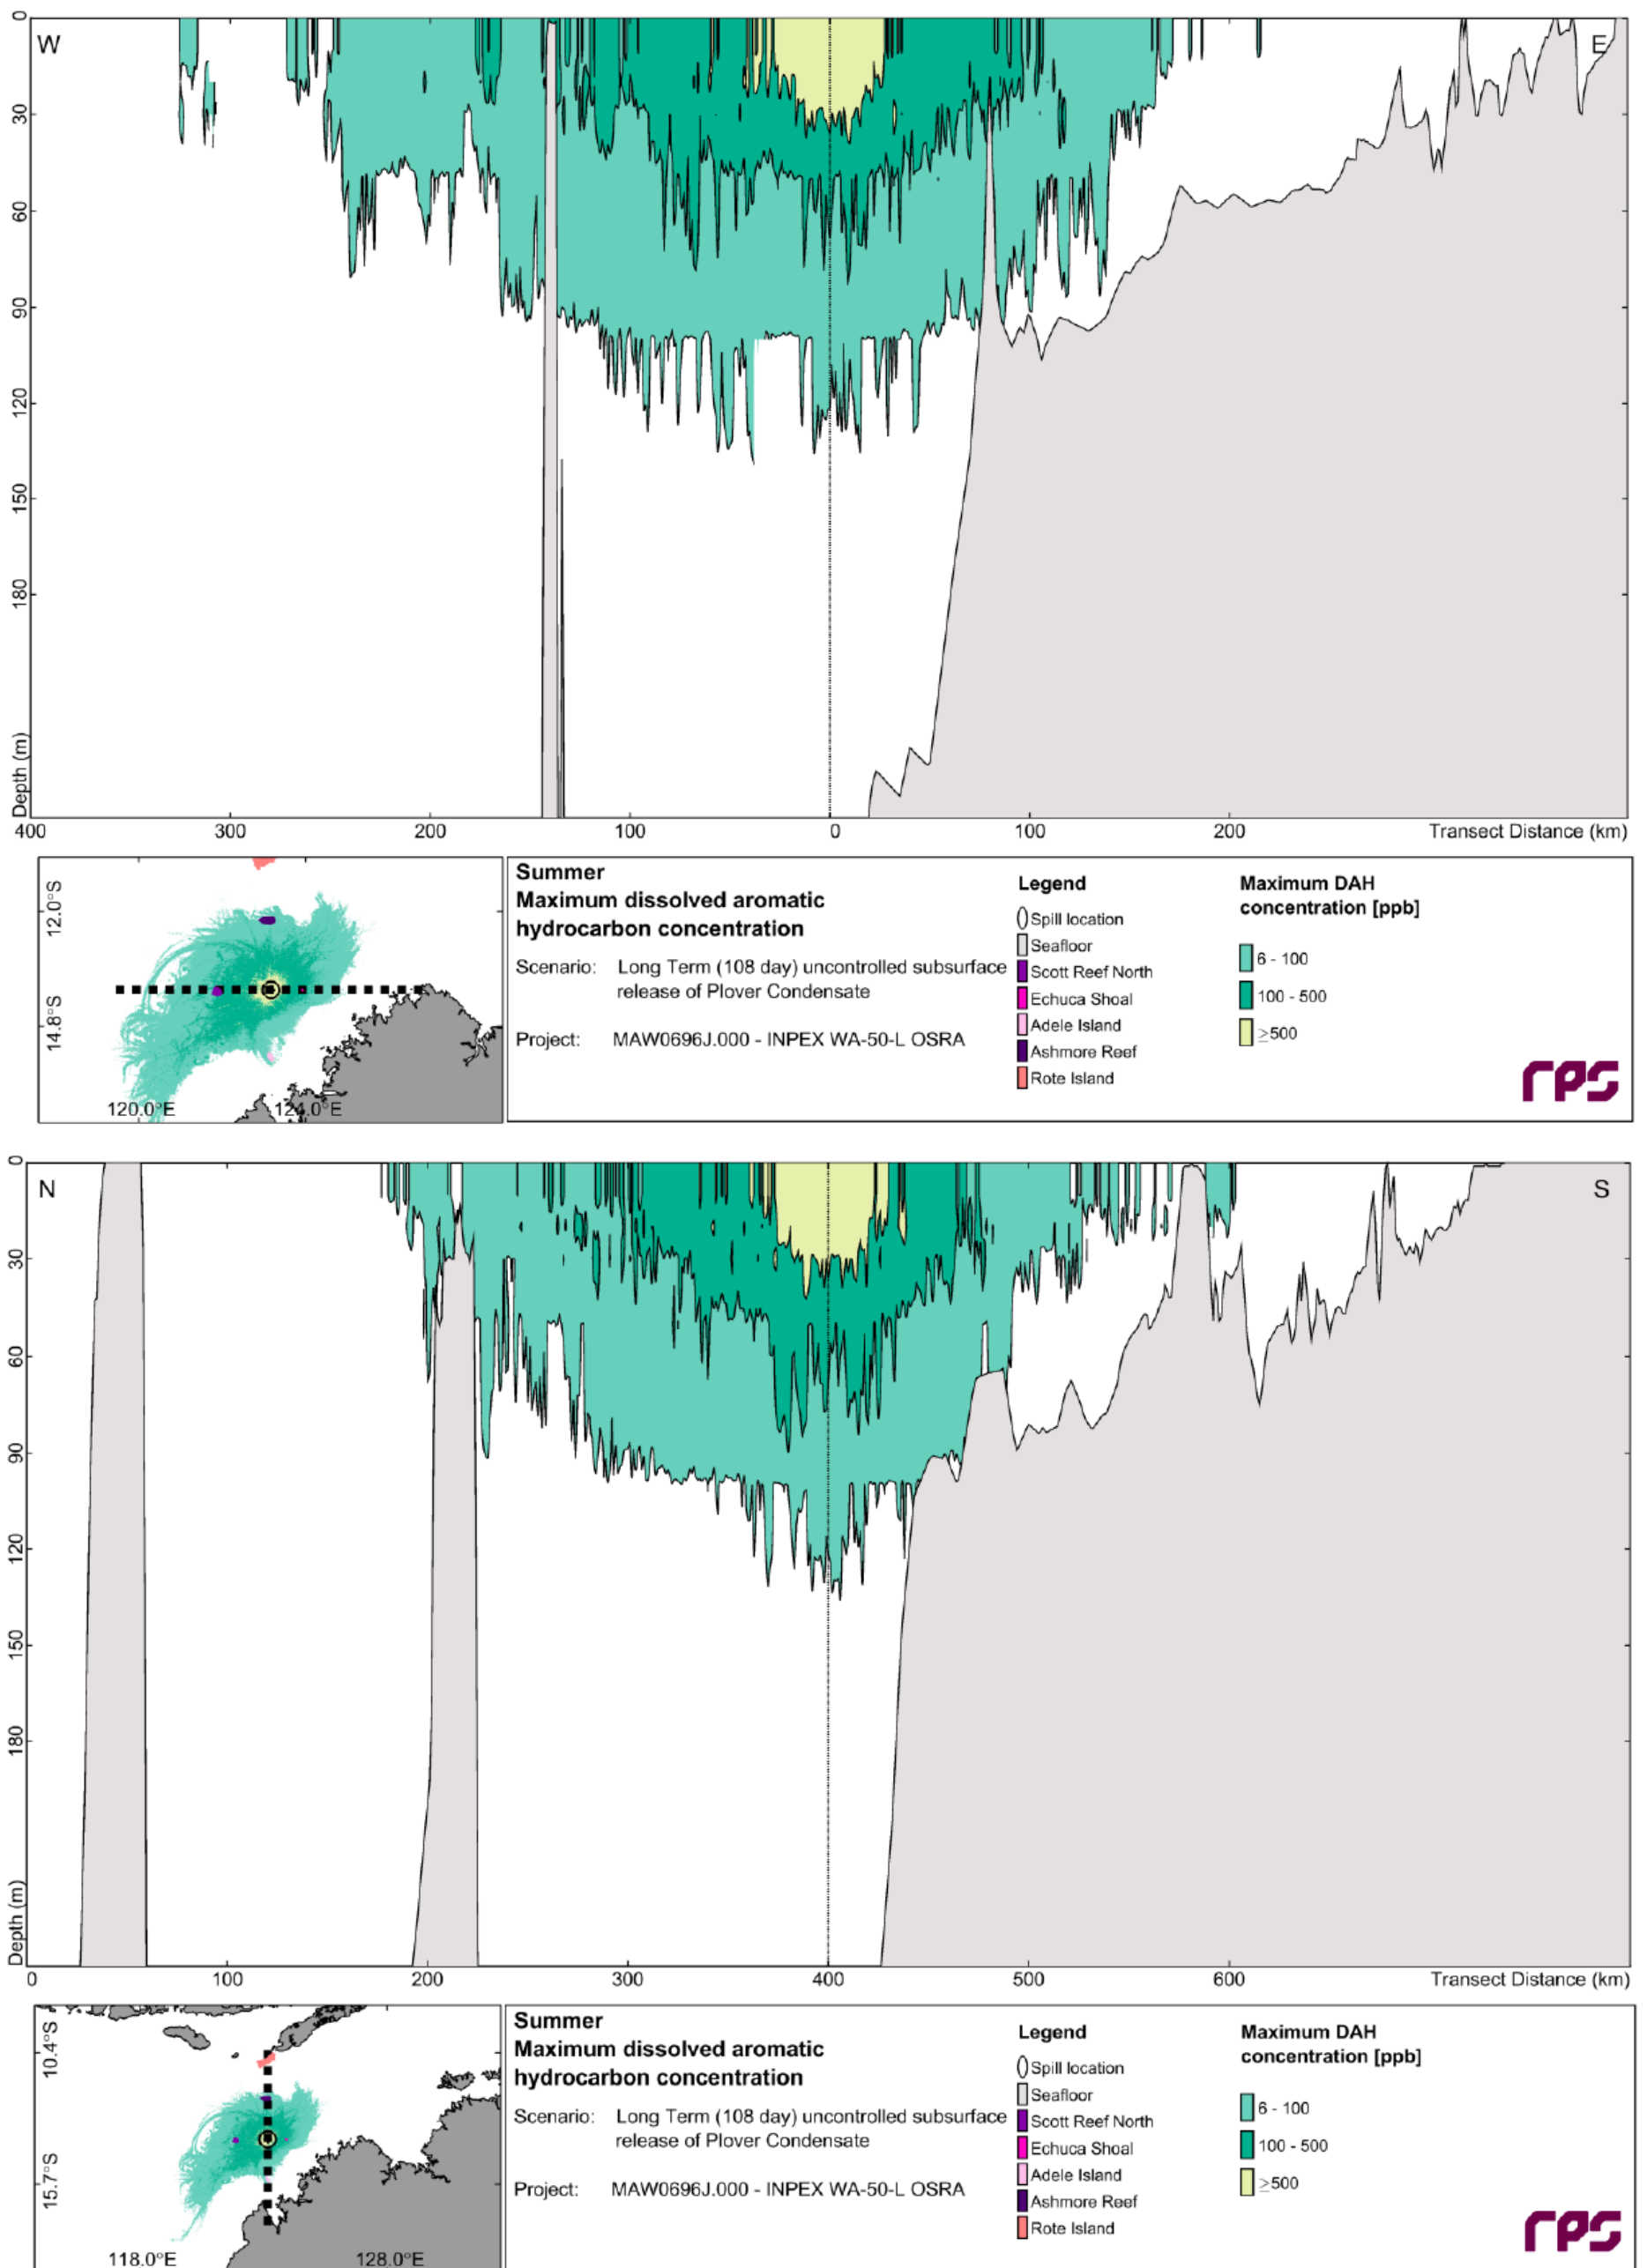 W
E
0
30
60
90
120
150
180
Depth (m)
400
300
200
100
0
100
200
Transect Distance (km)
12.0°S
14.8°S
120.0°E
124.0°E
Summer
Maximum dissolved aromatic
hydrocarbon concentration
Scenario: Long Term (108 day) uncontrolled subsurface
release of Plover Condensate
Project: MAW0696J.000 - INPEX WA-50-L OSRA
Legend
Spill location
Seafloor
Scott Reef North
Echuca Shoal
Adele Island
Ashmore Reef
Rote Island
Maximum DAH
concentration [ppb]
6 - 100
100 - 500
≥500
rps
N
S
0
30
60
90
120
150
180
Depth (m)
0
100
200
300
400
500
600
Transect Distance (km)
10.4°S
15.7°S
118.0°E
128.0°E
Summer
Maximum dissolved aromatic
hydrocarbon concentration
Scenario: Long Term (108 day) uncontrolled subsurface
release of Plover Condensate
Project: MAW0696J.000 - INPEX WA-50-L OSRA
Legend
Spill location
Seafloor
Scott Reef North
Echuca Shoal
Adele Island
Ashmore Reef
Rote Island
Maximum DAH
concentration [ppb]
6 - 100
100 - 500
≥500
rps